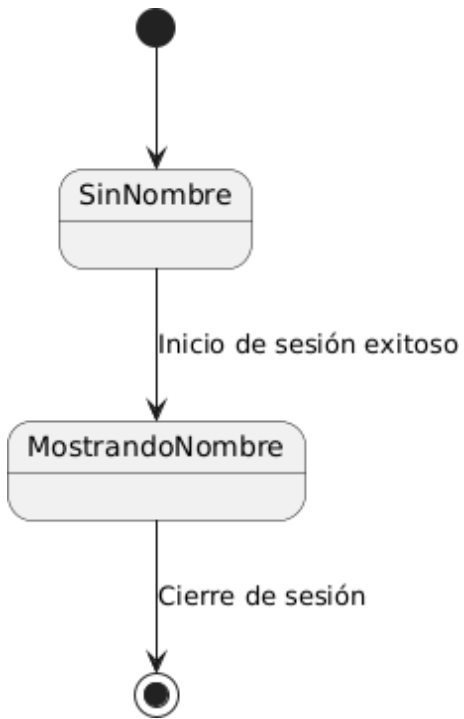 SinNombre
Inicio de sesión exitoso
MostrandoNombre
Cierre de sesión